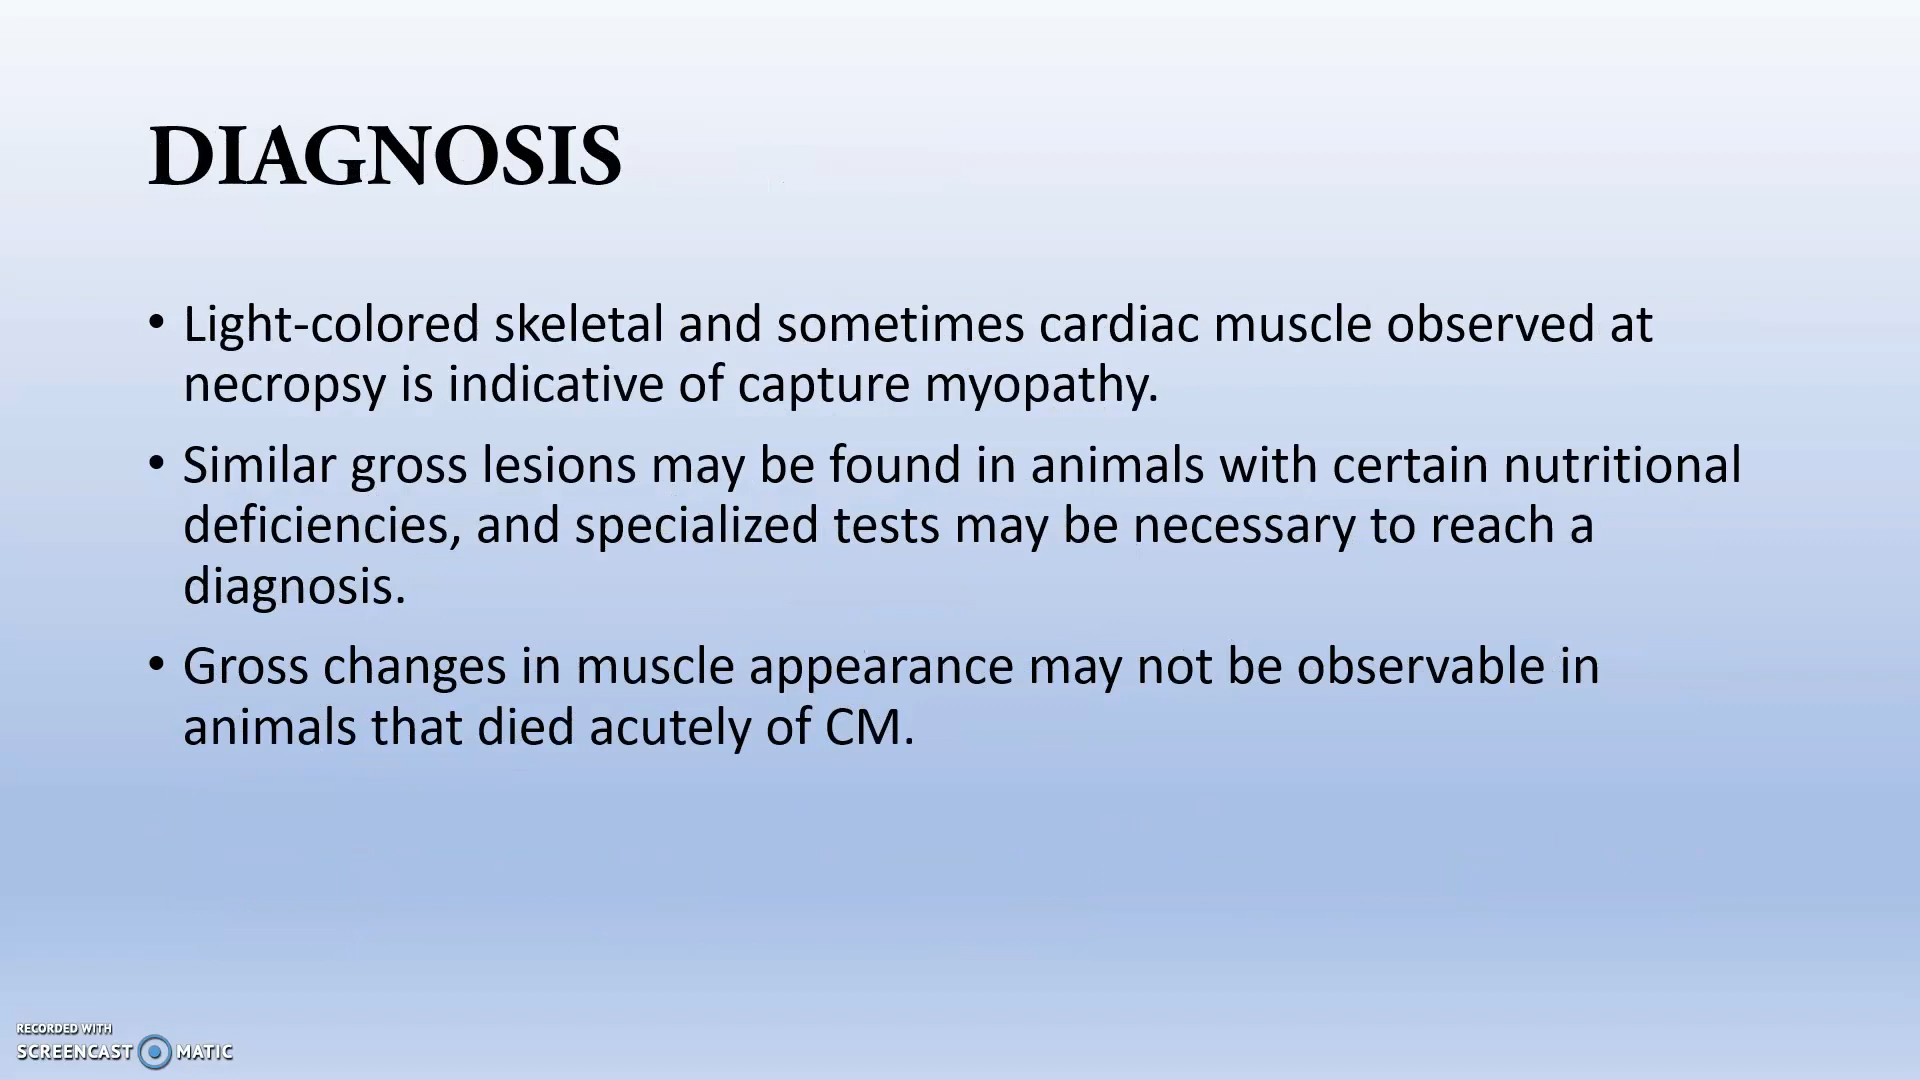 DIAGNOSIS
• Light-colored skeletal and sometimes cardiac muscle observed at
necropsy is indicative of capture myopathy.
• Similar gross lesions may be found in animals with certain nutritional
deficiencies, and specialized tests may be necessary to reach a
diagnosis.
• Gross changes in muscle appearance may not be observable in
animals that died acutely of CM.
RECORDED WITH
SCREENCAST MATIC